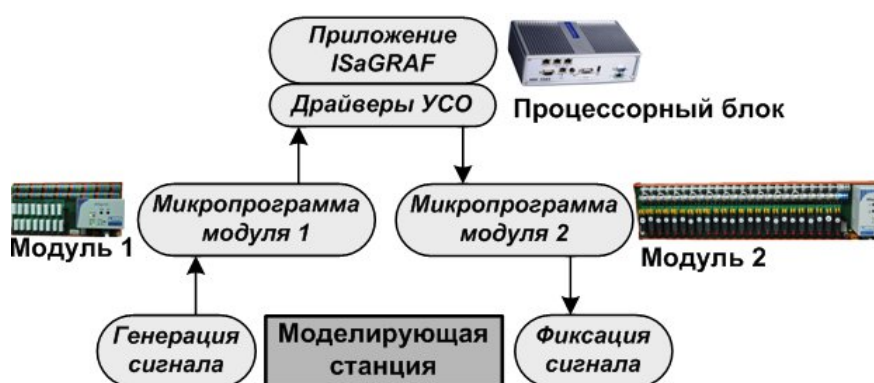 Приложение
ISaGRAF
Драйверы УСО
Процессорный блок
Микропрограмма
модуля 1
Микропрограмма
модуля 2
Модуль 1
Модуль 2
Генерация
сигнала
Моделирующая
станция
Фиксация
сигнала